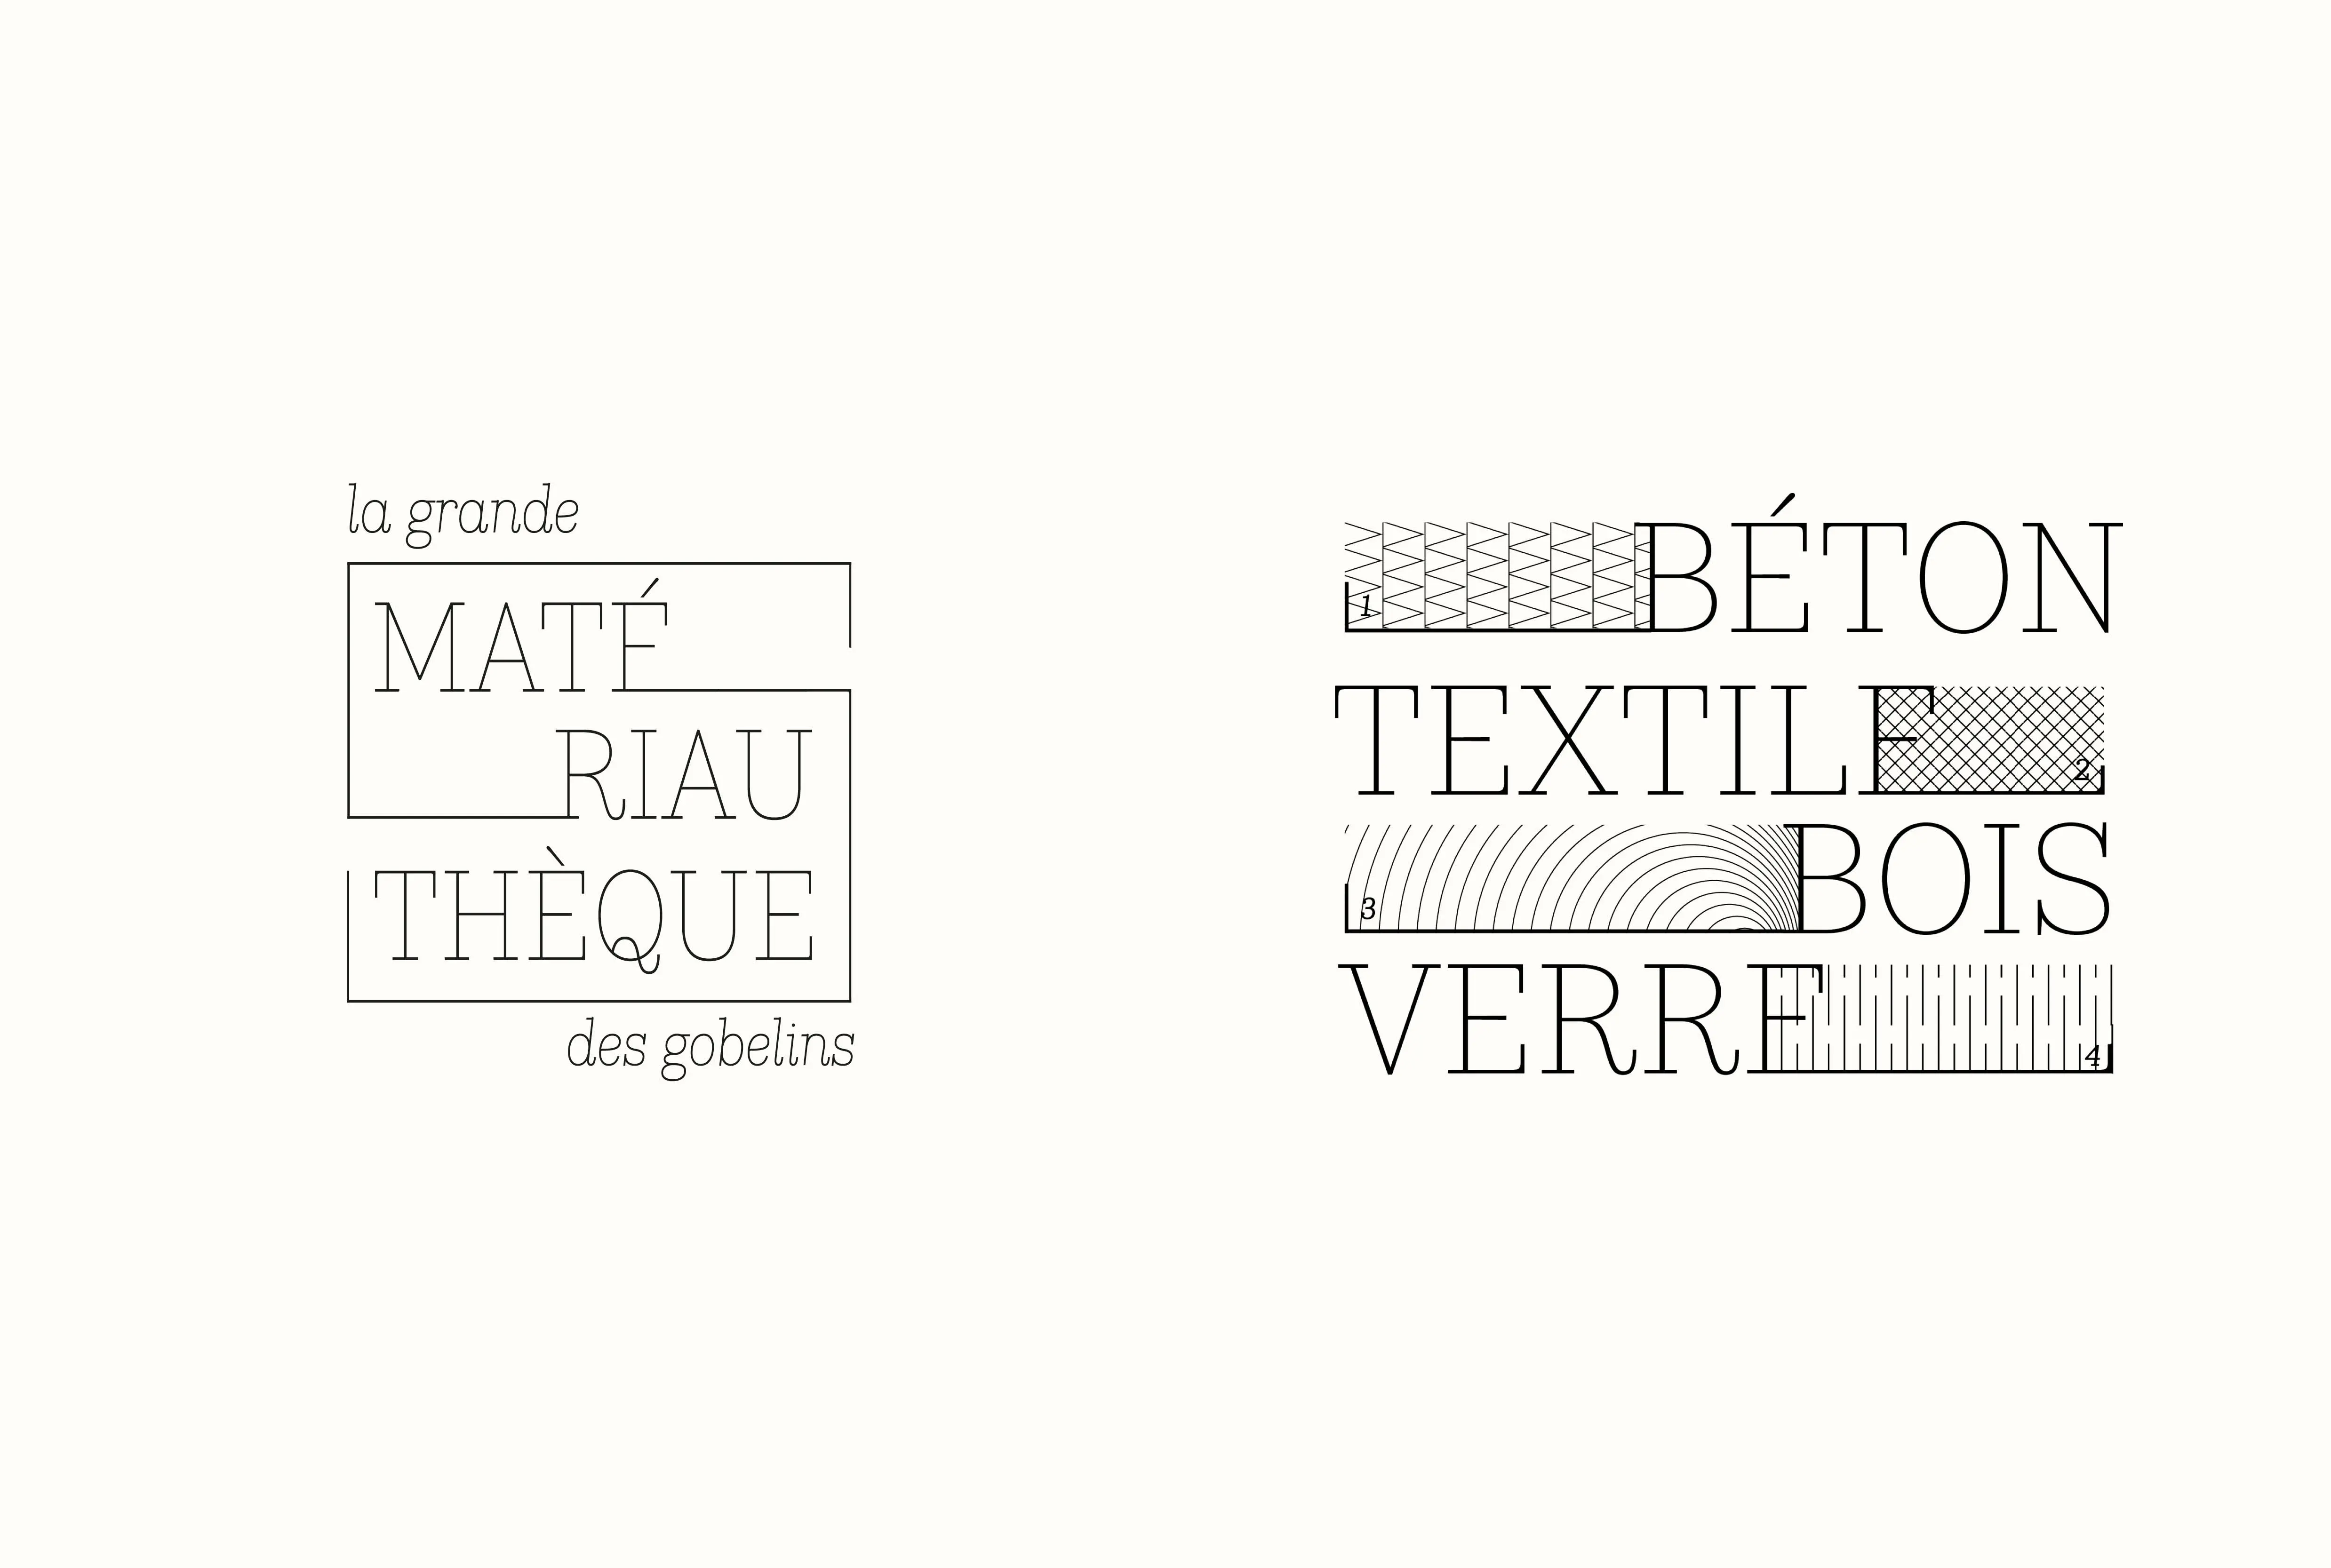 la grande
MATÉ
RIAU
THÈQUE
des gobelins
1 BÉTON
TEXTILE 2
3 BOIS
VERRE 4